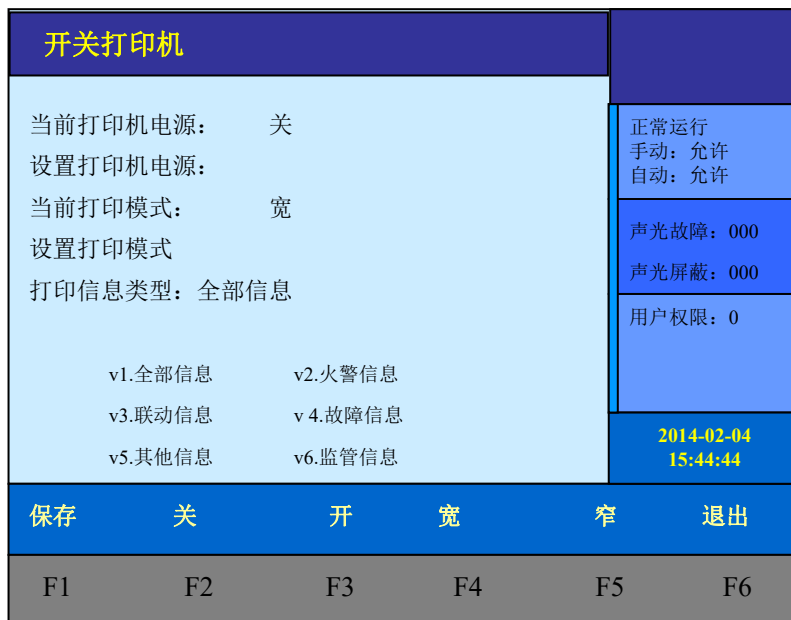 开关打印机
当前打印机电源： 关
设置打印机电源：
当前打印模式： 宽
设置打印模式
打印信息类型：全部信息
v1.全部信息 v2.火警信息
v3.联动信息 v 4.故障信息
v5.其他信息 v6.监管信息
正常运行
手动：允许
自动：允许
声光故障：000
声光屏蔽：000
用户权限：0
2014-02-04
15:44:44
保存 关 开 宽 窄 退出
F1 F2 F3 F4 F5 F6